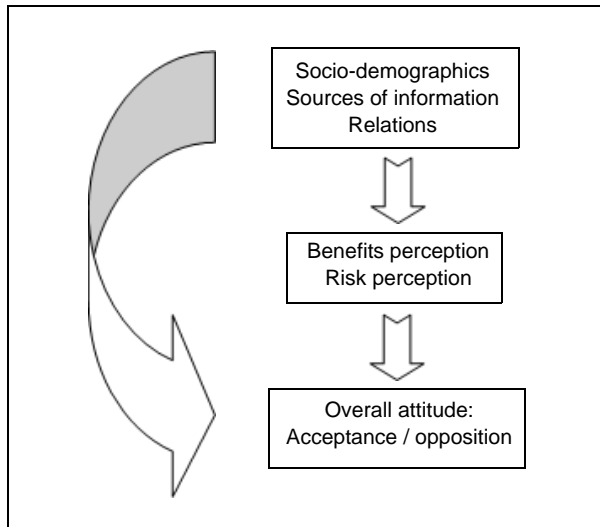 Socio-demographics
Sources of information
Relations
Benefits perception
Risk perception
Overall attitude:
Acceptance / opposition